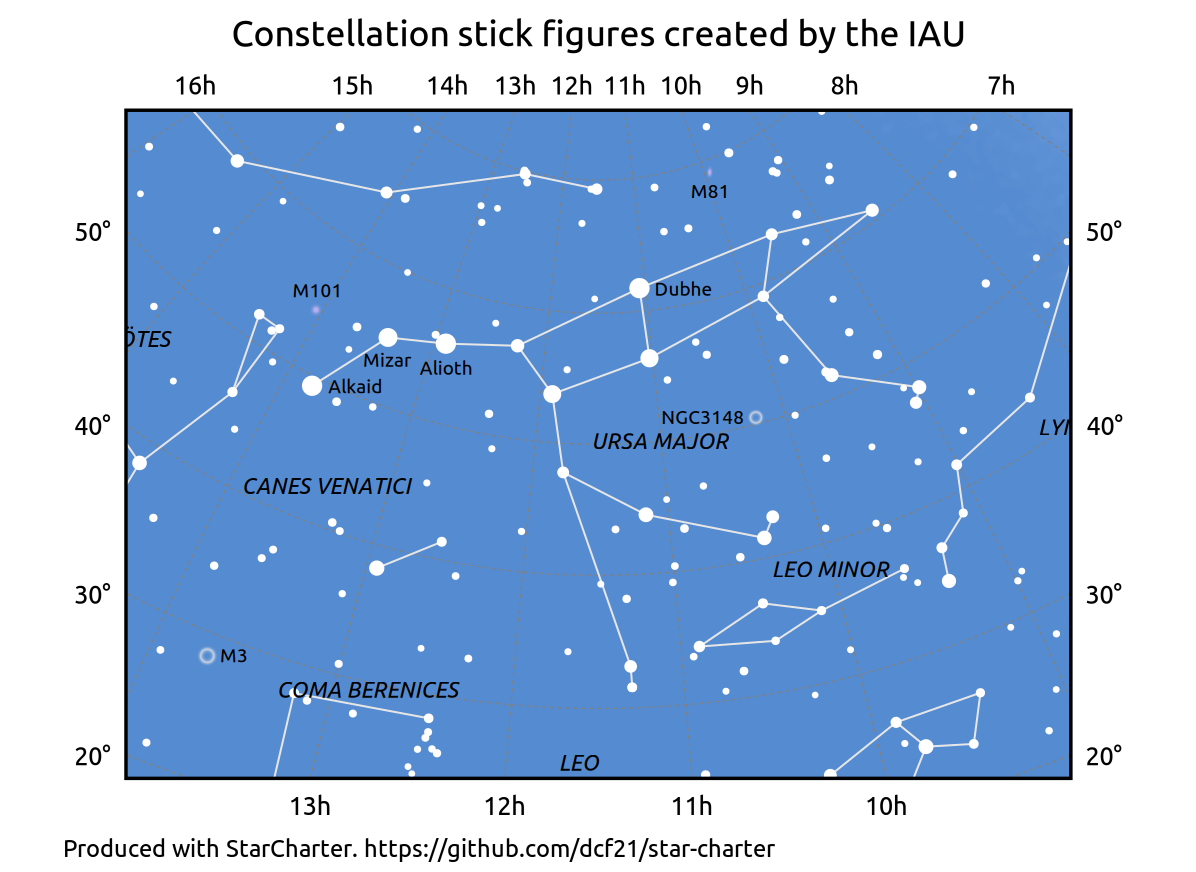 Constellation stick figures created by the IAU
16h 15h 14h 13h 12h 11h 10h 9h 8h 7h
M81
50° 50°
Dubhe
M101
ÖTES
Mizar Alioth
Alkaid
NGC3148
40° LYN 40°
URSA MAJOR
CANES VENATICI
LEO MINOR
30° 30°
M3
COMA BERENICES
20° LEO 20°
13h 12h 11h 10h
Produced with StarCharter. https://github.com/dcf21/star-charter